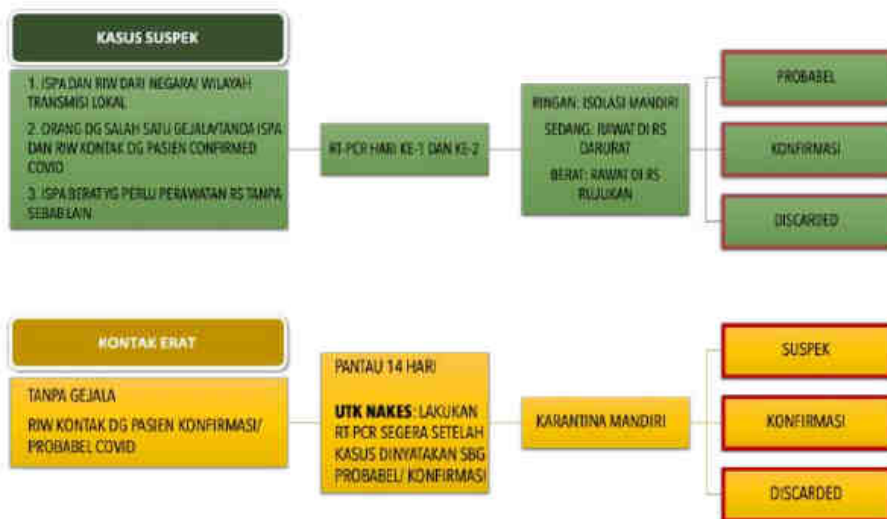 KASUS SUSPEK
1. ISPA DAN RIW DARI NEGARA/ WILAYAH
TRANSMISI LOKAL
2. ORANG DG SALAH SATU GEJALA/TANDA ISPA
DAN RIW KONTAK DG PASIEN CONFIRMED
COVID
3. ISPA BERAT YG PERLU PERAWATAN RS TANPA
SEBAB LAIN
RT-PCR HARI KE-1 DAN KE-2
RINGAN: ISOLASI MANDIRI
SEDANG: RAWAT DI RS
DARURAT
BERAT: RAWAT DI RS
RUJUKAN
PROBABEL
KONFIRMASI
DISCARDED
KONTAK ERAT
TANPA GEJALA
RIW KONTAK DG PASIEN KONFIRMASI/
PROBABEL COVID
PANTAU 14 HARI
UTK NAKES: LAKUKAN
RT PCR SEGERA SETELAH
KASUS DINYATAKAN SBG
PROBABEL/ KONFIRMASI
KARANTINA MANDIRI
SUSPEK
KONFIRMASI
DISCARDED